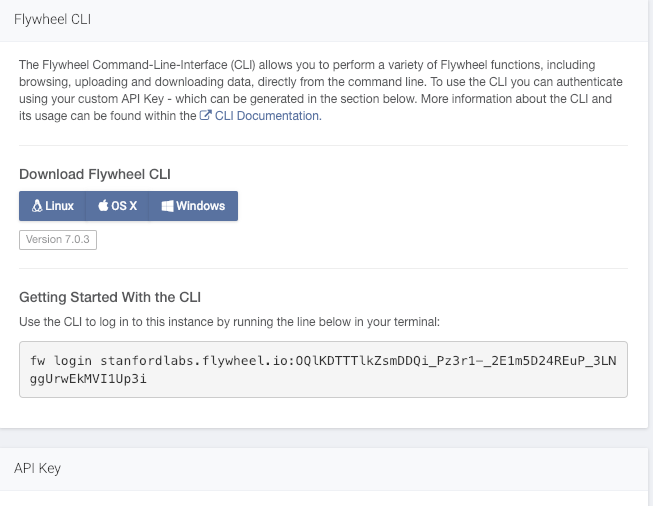 Flywheel CLI
The Flywheel Command-Line-Interface (CLI) allows you to perform a variety of Flywheel functions, including
browsing, uploading and downloading data, directly from the command line. To use the CLI you can authenticate
using your custom API Key - which can be generated in the section below. More information about the CLI and
its usage can be found within the CLI Documentation.
Download Flywheel CLI
Linux OS X Windows
Version 7.0.3
Getting Started With the CLI
Use the CLI to log in to this instance by running the line below in your terminal:
fw login stanfordlabs.flywheel.io:OQlKDTTTlkZsmDDQi_Pz3r1-_2E1m5D24REuP_3LN
ggUrwEkMVI1Up3i
API Key